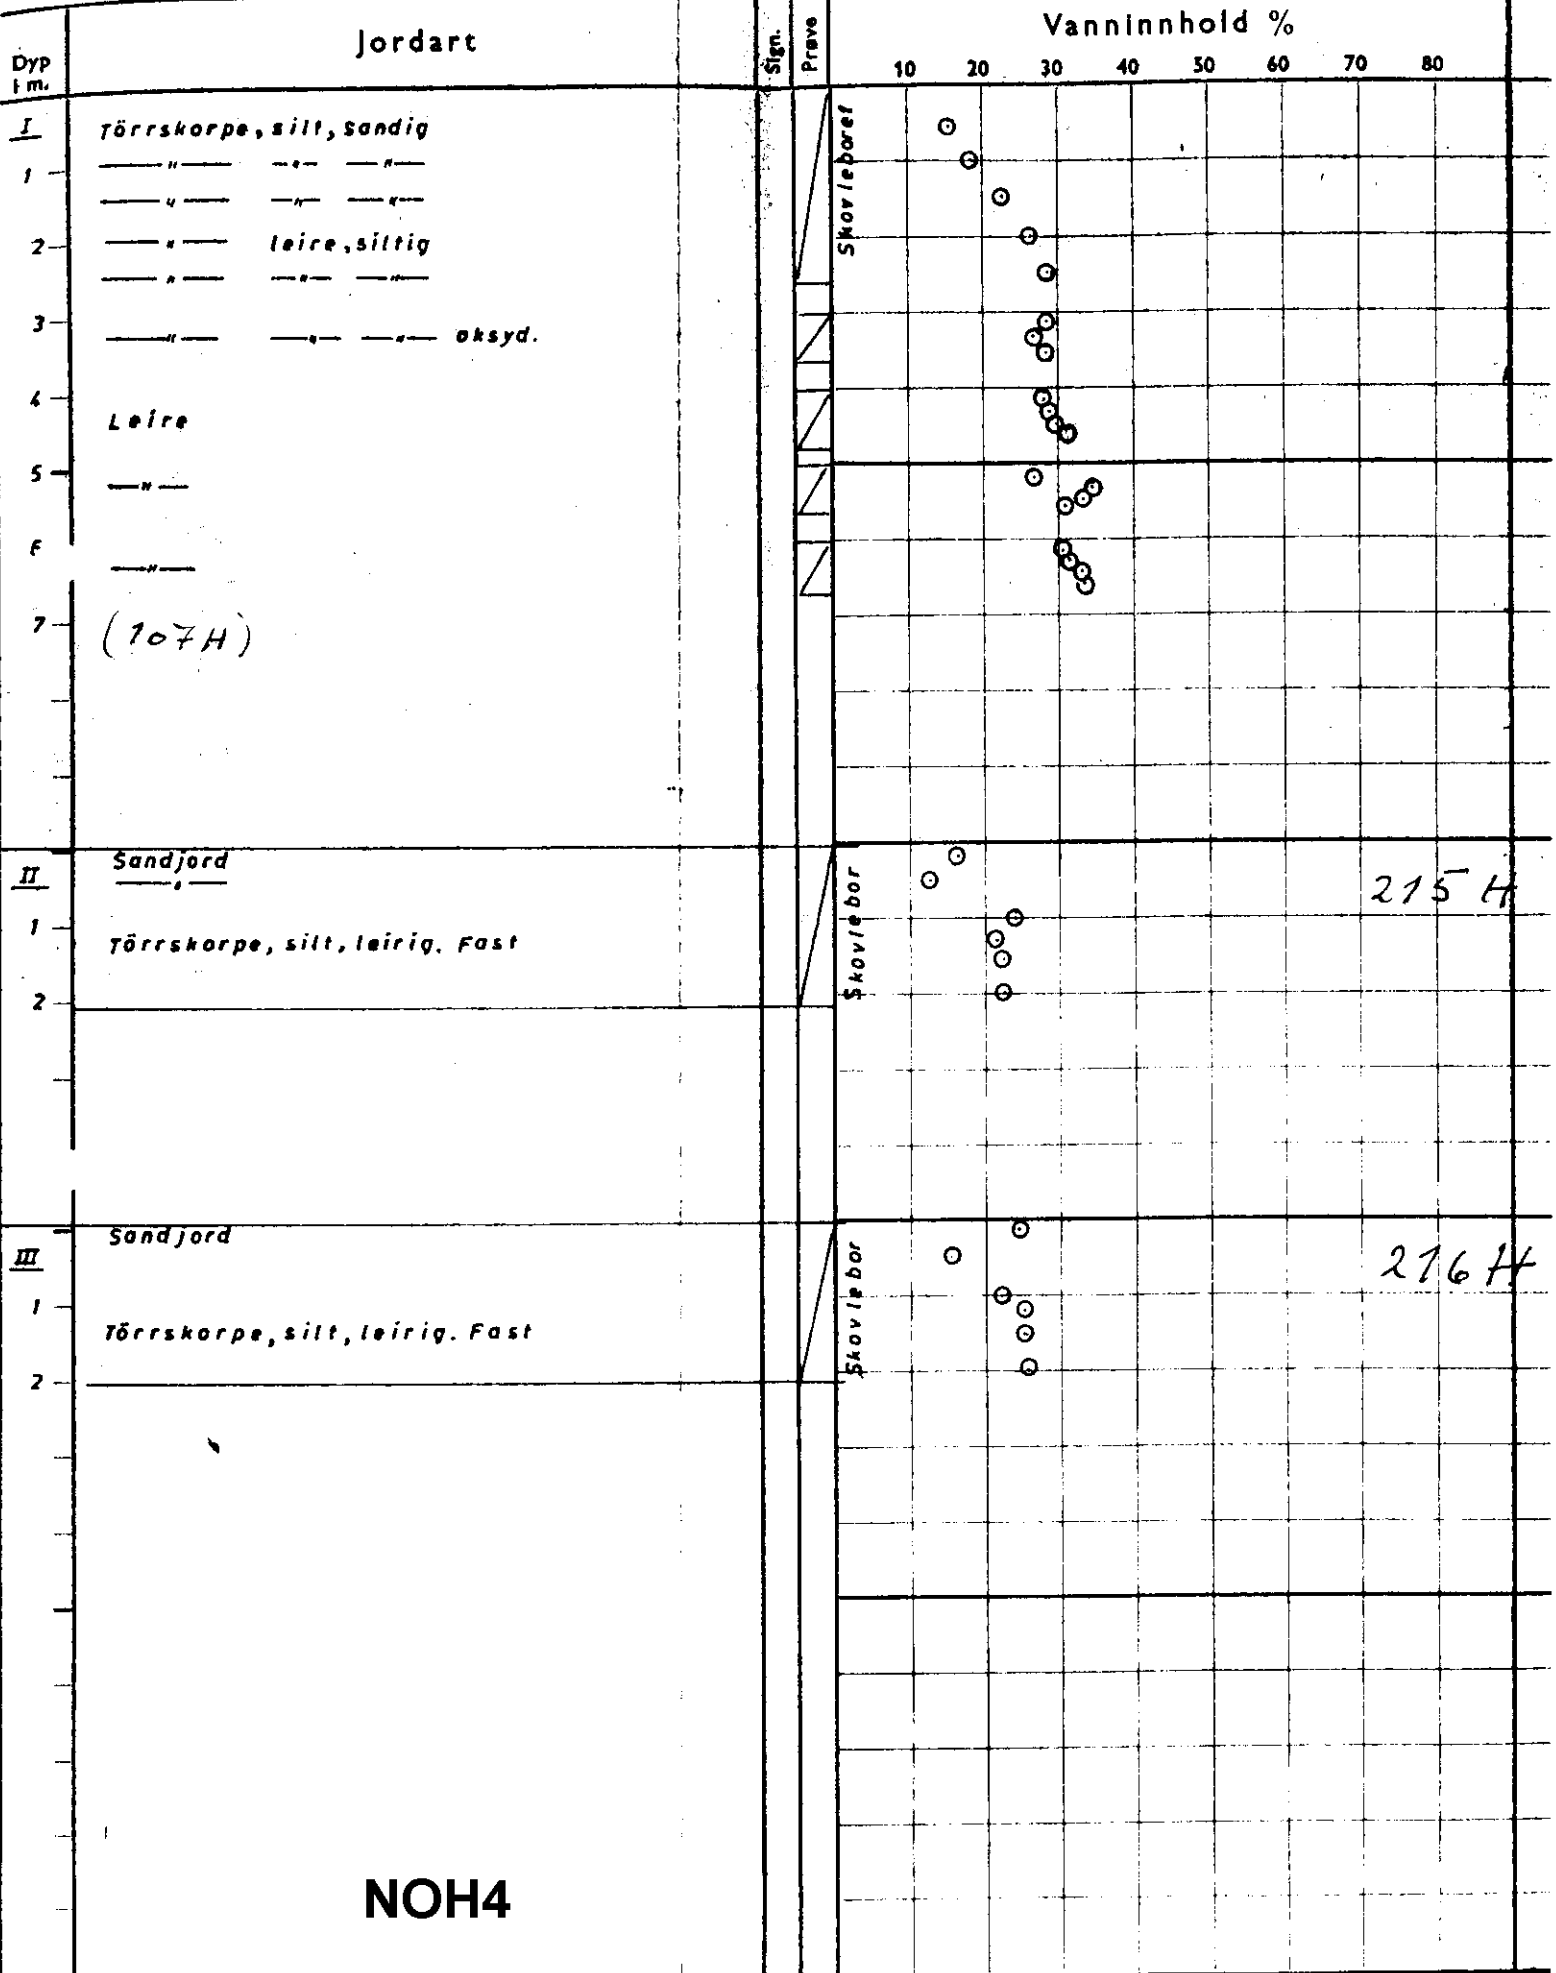 Jordart
Sign.
Prøve
Vanninnhold %
Dyp
i m.
10 20 30 40 50 60 70 80
I
Törrskorpe, silt, Sandig
—"— —"— —"—
1
—"— —"— —"—
2
—"— leire, siltig
—"— —"— —"—
3
—"— —"— —"— oksyd.
4
Leire
5
—"—
6
—"—
7
(107H)
Skovleboret
II
Sandjord
—"—
1
Törrskorpe, silt, leirig. Fast
2
Skovlebor
215 H
III
Sandjord
1
Törrskorpe, silt, leirig. Fast
2
Skovlebor
216 H
NOH4